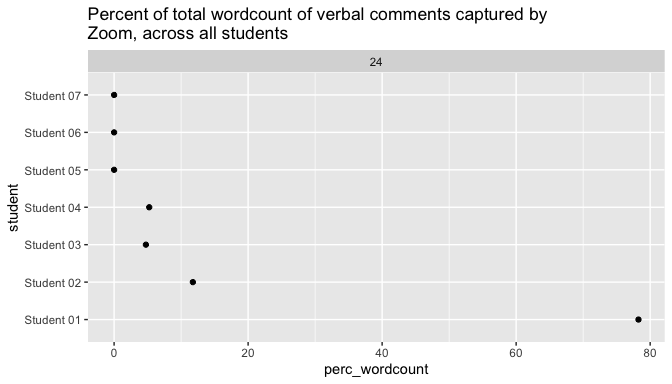 Percent of total wordcount of verbal comments captured by
Zoom, across all students
24
Student 07
Student 06
Student 05
Student 04
Student 03
Student 02
Student 01
student
0 20 40 60 80
perc_wordcount